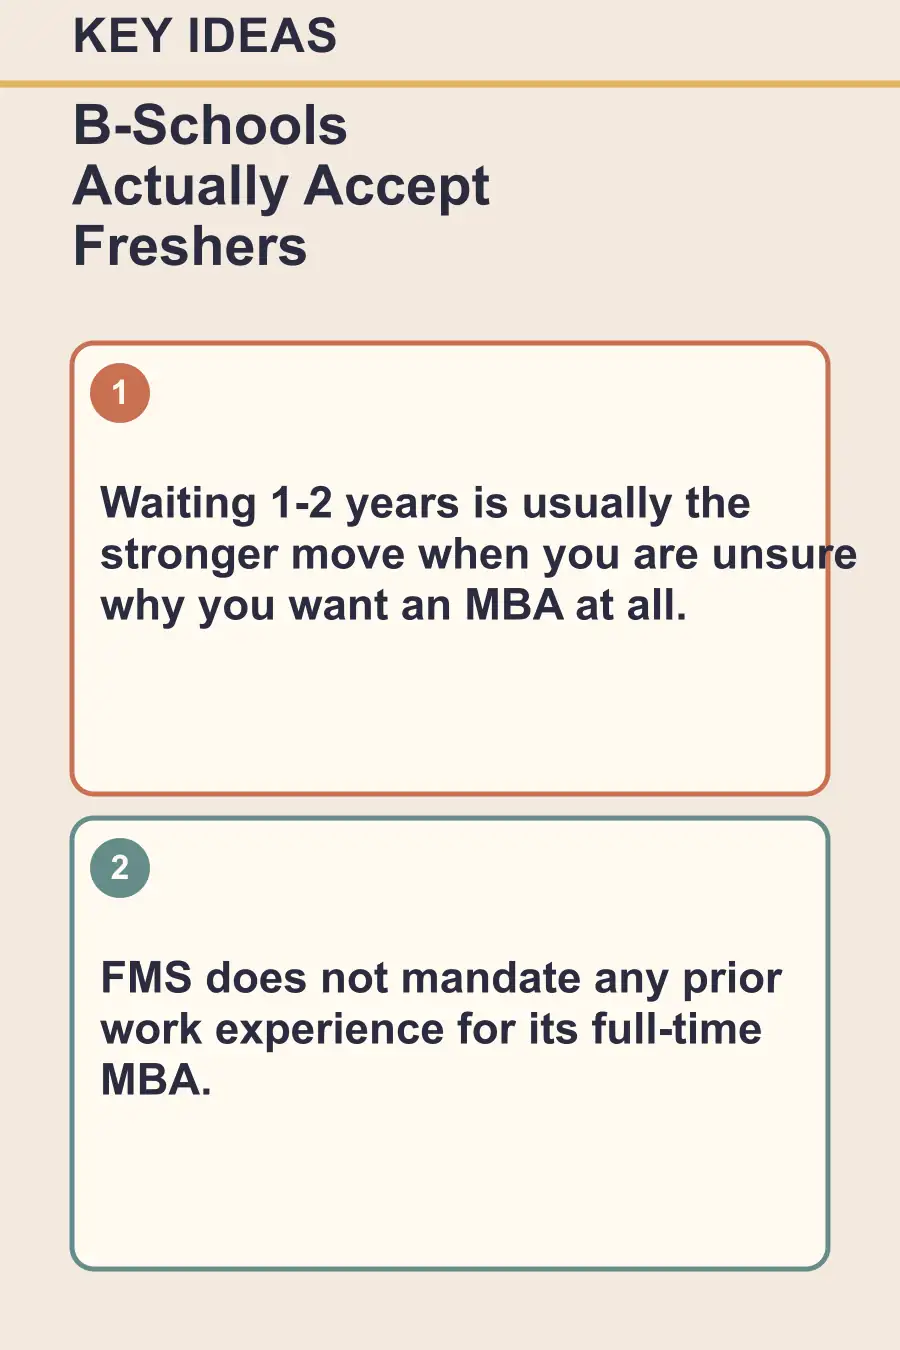 KEY IDEAS
B-Schools
Actually Accept
Freshers
1
Waiting 1-2 years is usually the
stronger move when you are unsure
why you want an MBA at all.
2
FMS does not mandate any prior
work experience for its full-time
MBA.